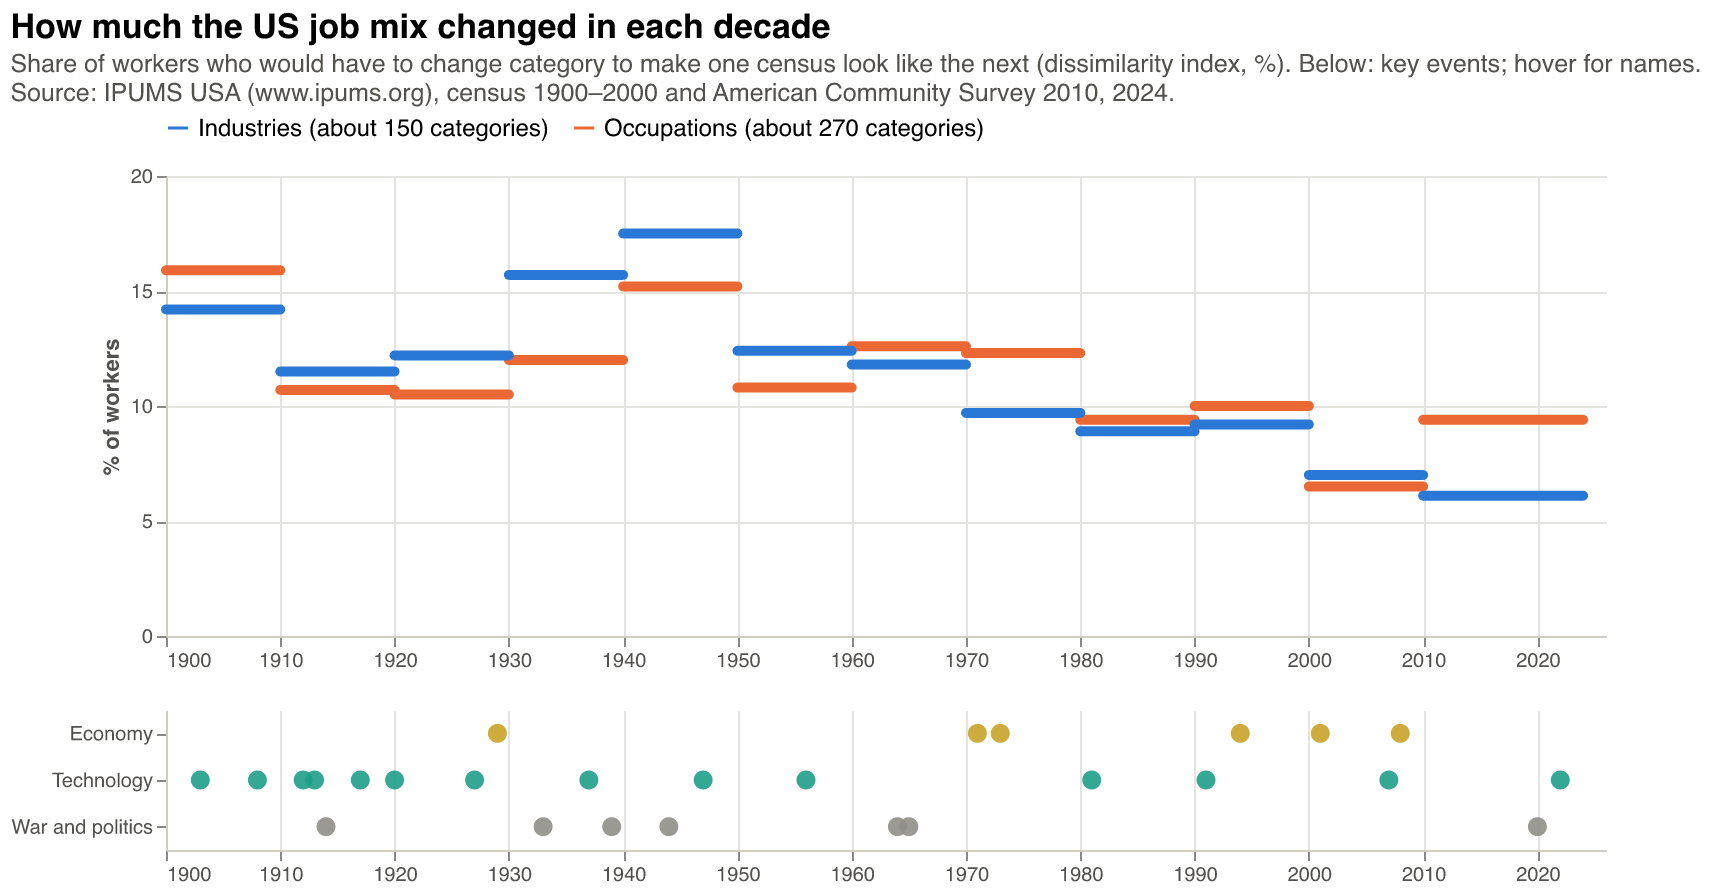 How much the US job mix changed in each decade
Share of workers who would have to change category to make one census look like the next (dissimilarity index, %). Below: key events; hover for names.
Source: IPUMS USA (www.ipums.org), census 1900–2000 and American Community Survey 2010, 2024.
Industries (about 150 categories) Occupations (about 270 categories)
20
15
10
5
0
% of workers
1900 1910 1920 1930 1940 1950 1960 1970 1980 1990 2000 2010 2020
Economy
Technology
War and politics
1900 1910 1920 1930 1940 1950 1960 1970 1980 1990 2000 2010 2020